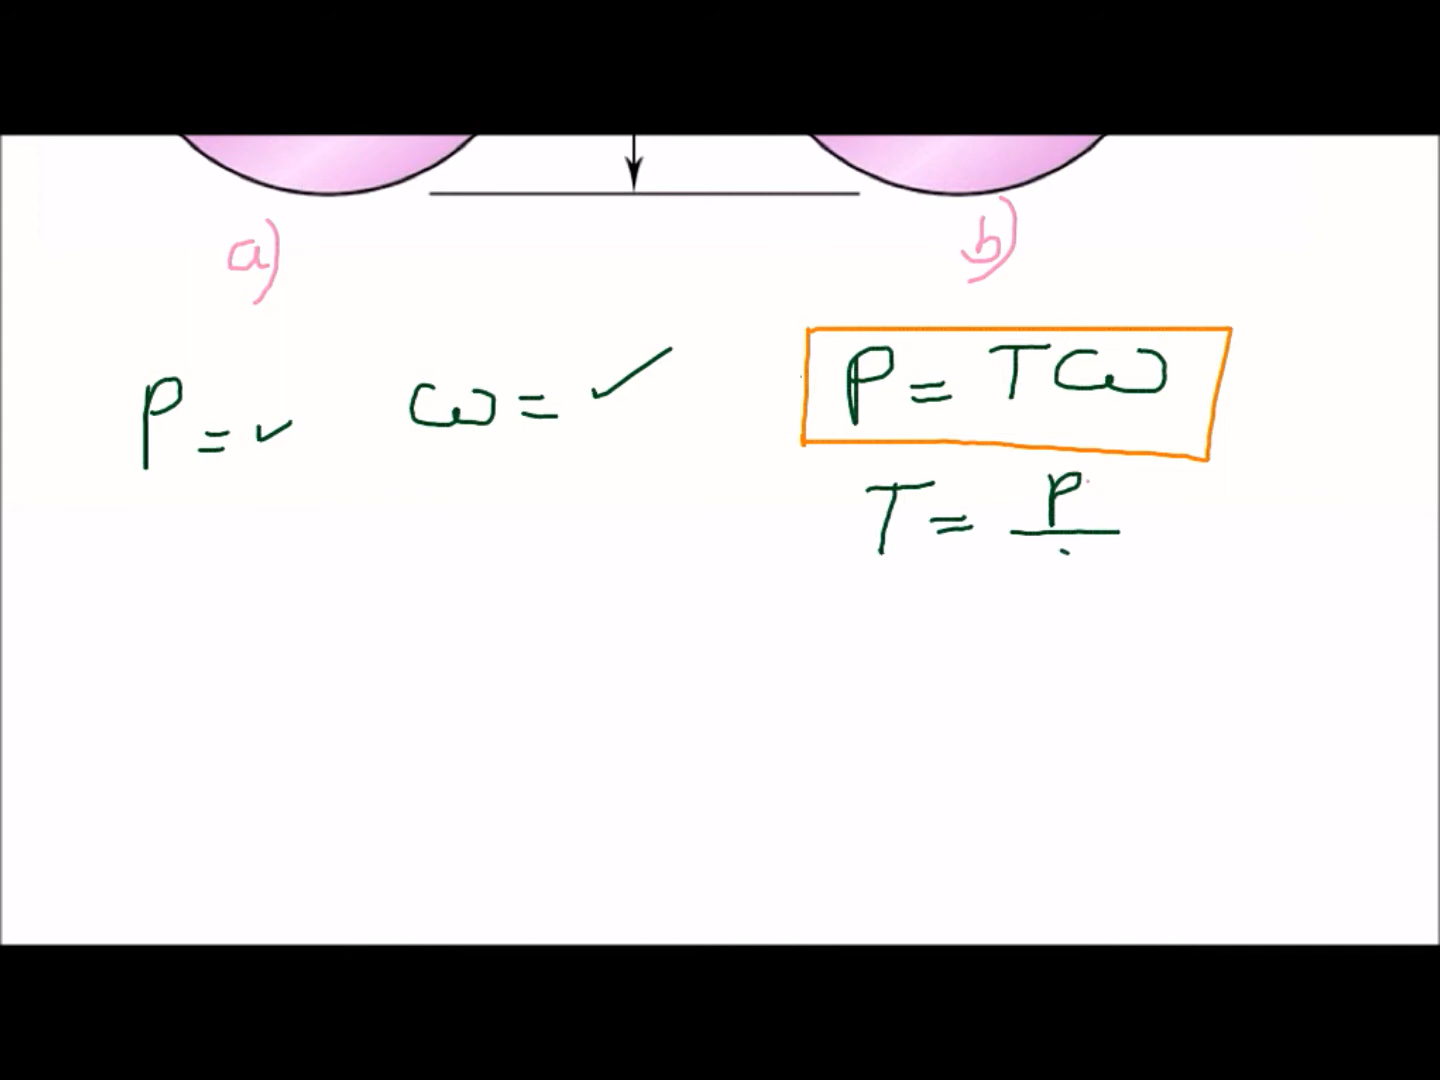 a) b)
P = ✓ ω = ✓ P = Tω
T = P/